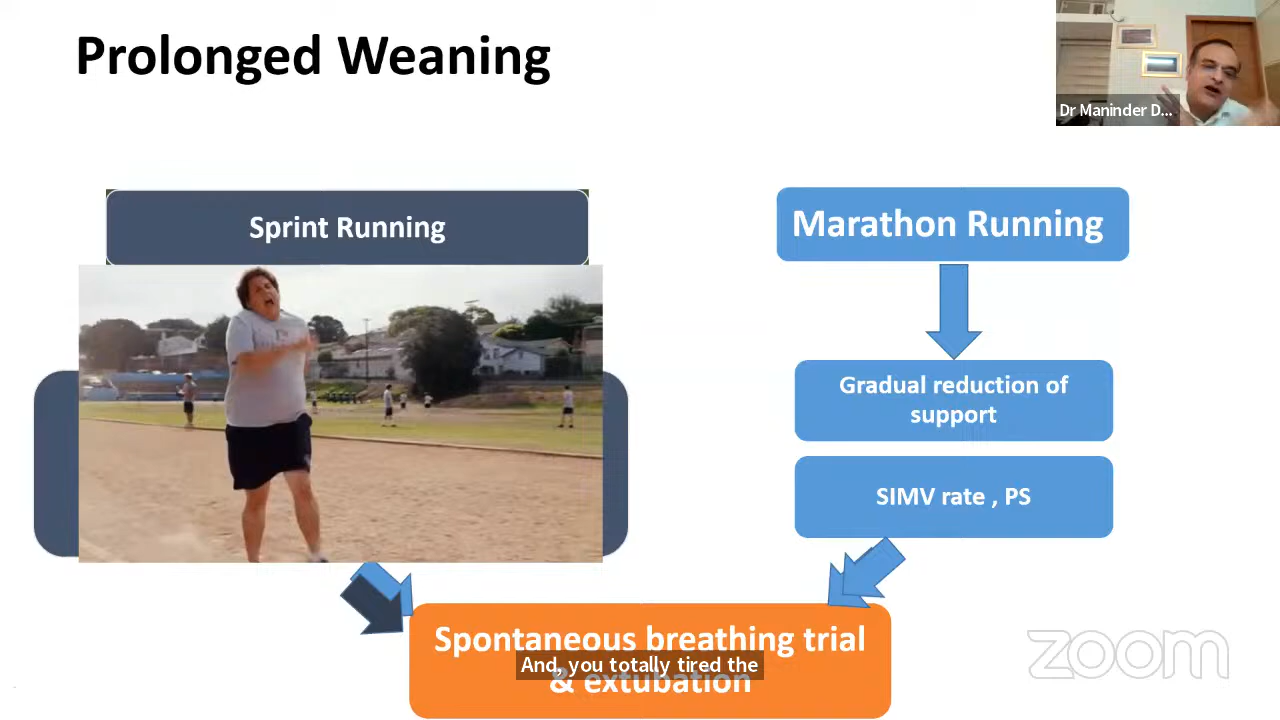 Prolonged Weaning
Dr Maninder D...
Sprint Running
Marathon Running
Gradual reduction of
support
SIMV rate , PS
Spontaneous breathing trial
& extubation
And, you totally tired the
zoom